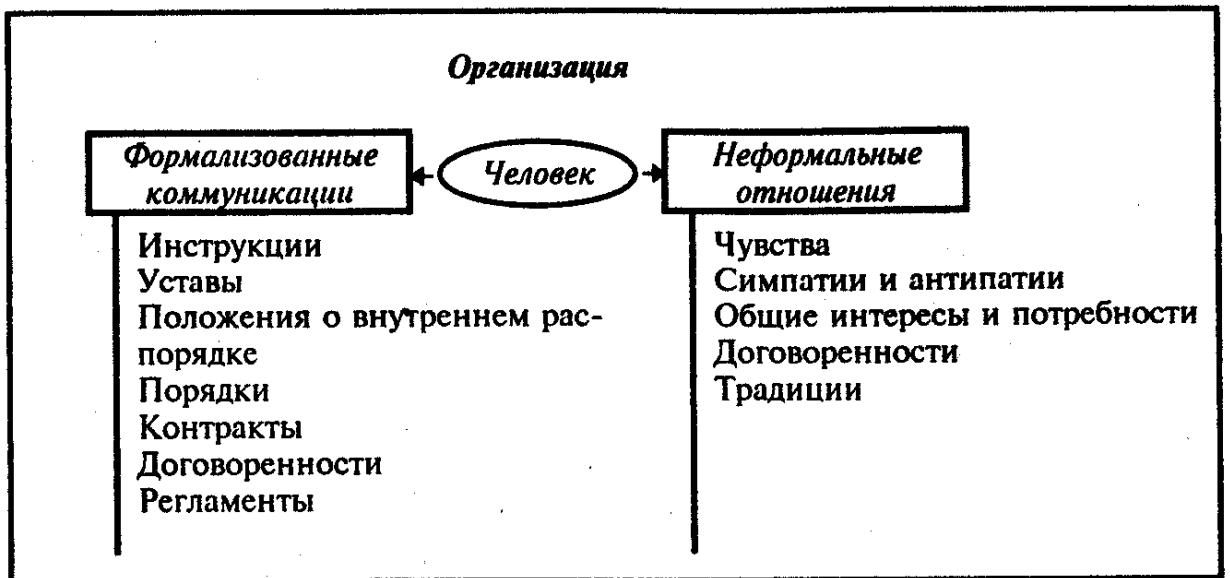 Организация
Формализованные
коммуникации
Человек
Неформальные
отношения
Инструкции
Уставы
Положения о внутреннем рас-
порядке
Порядки
Контракты
Договоренности
Регламенты
Чувства
Симпатии и антипатии
Общие интересы и потребности
Договоренности
Традиции